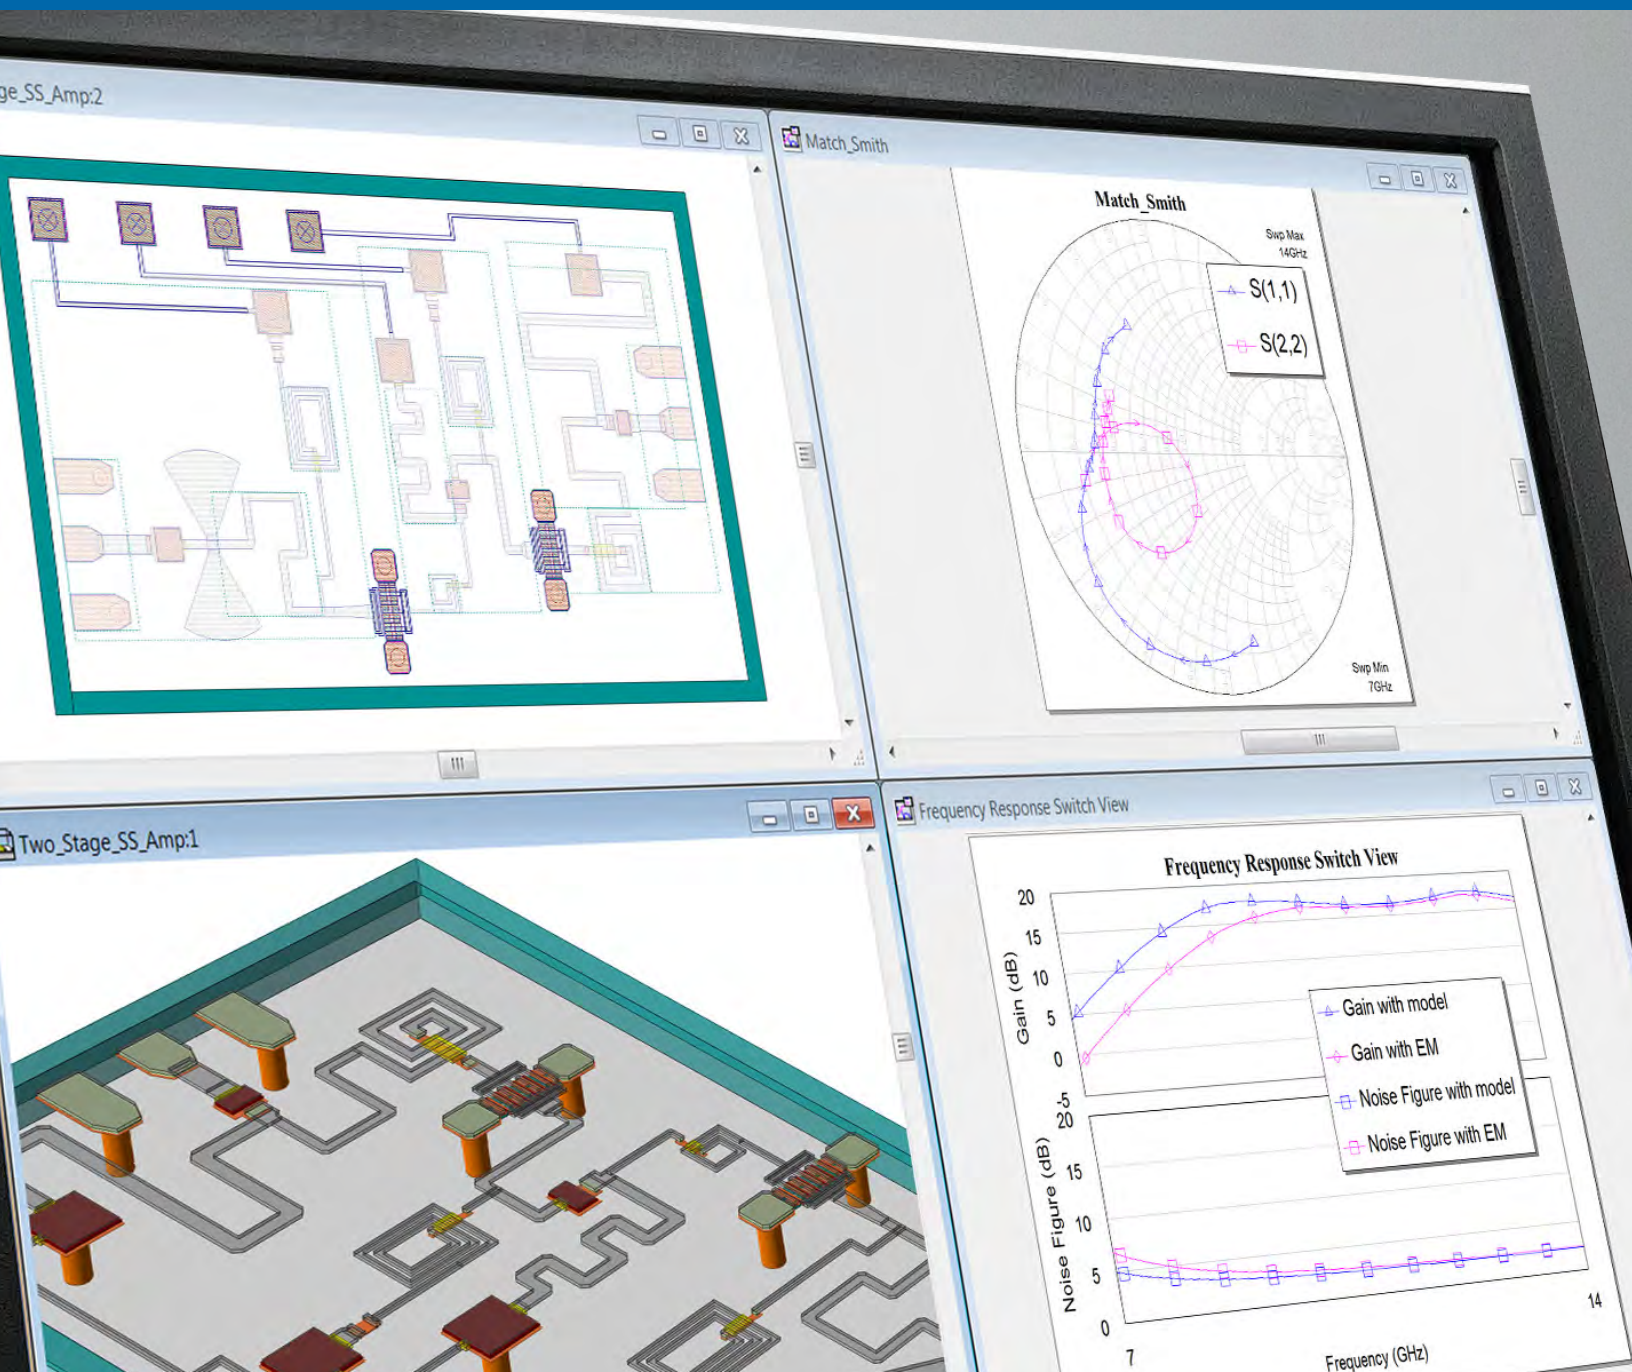 ge_SS_Amp:2
Match_Smith
Match_Smith
Swp Max
14GHz
S(1,1)
S(2,2)
Swp Min
7GHz
Two_Stage_SS_Amp:1
Frequency Response Switch View
Frequency Response Switch View
20
15
10
5
0
-5
Gain (dB)
Gain with model
Gain with EM
Noise Figure with model
Noise Figure with EM
20
15
10
5
0
Noise Figure (dB)
7
14
Frequency (GHz)